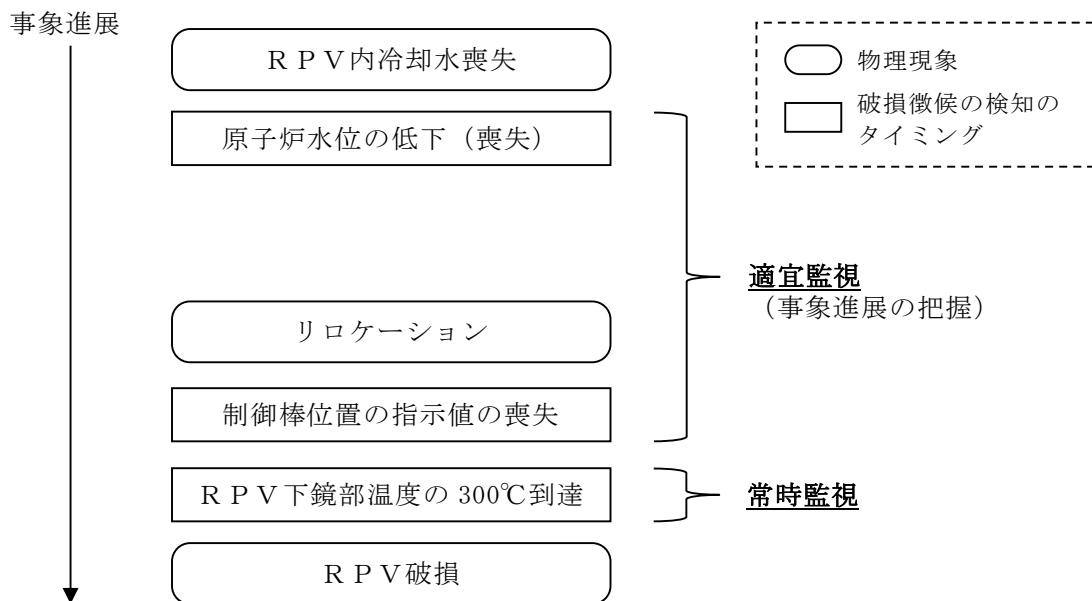 事象進展
ＲＰＶ内冷却水喪失
原子炉水位の低下（喪失）
リロケーション
制御棒位置の指示値の喪失
ＲＰＶ下鏡部温度の 300℃到達
ＲＰＶ破損
適宜監視
（事象進展の把握）
常時監視
物理現象
破損徴候の検知の
タイミング